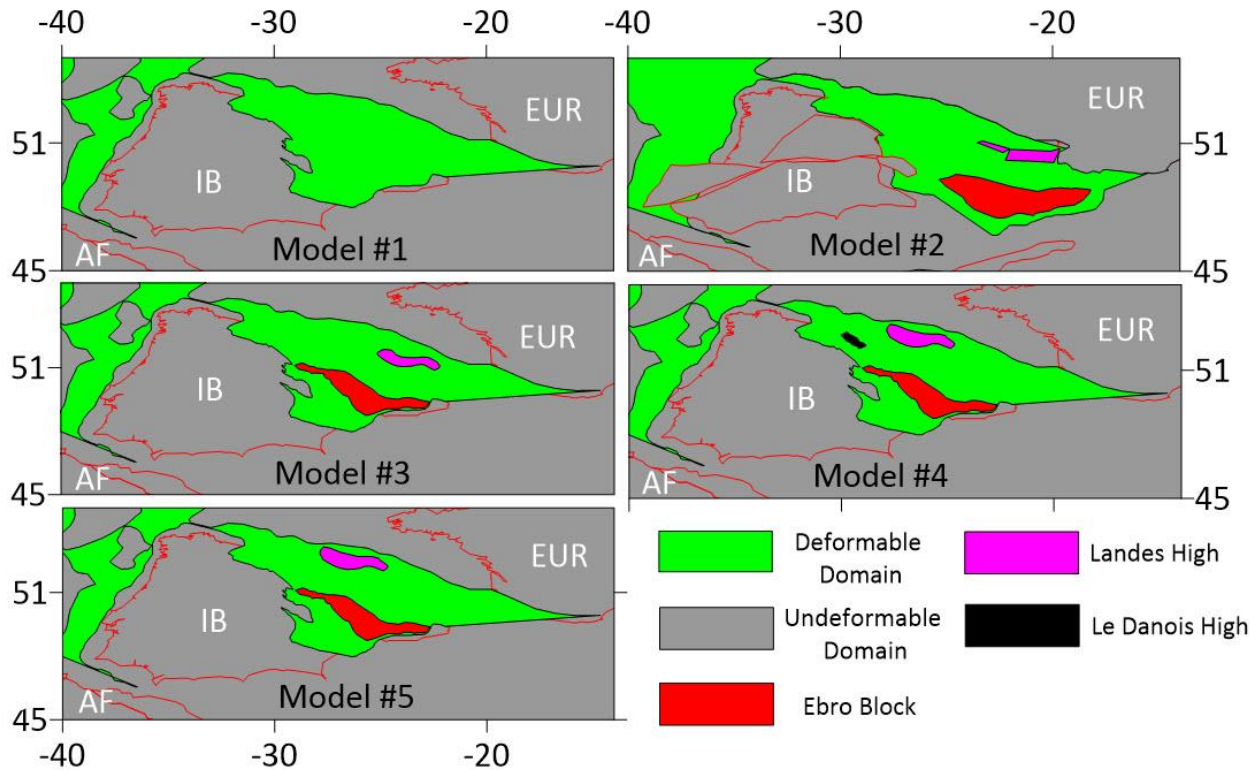 -40 -30 -20 -40 -30 -20
EUR EUR
51 51
IB IB
Model #1 Model #2
AF AF
45 45
EUR EUR
51 51
IB IB
Model #3 Model #4
AF AF
45 45
EUR
51
IB
Model #5
AF
45
-40 -30 -20
Deformable
Domain
Landes High
Undeformable
Domain
Le Danois High
Ebro Block
-30 -20